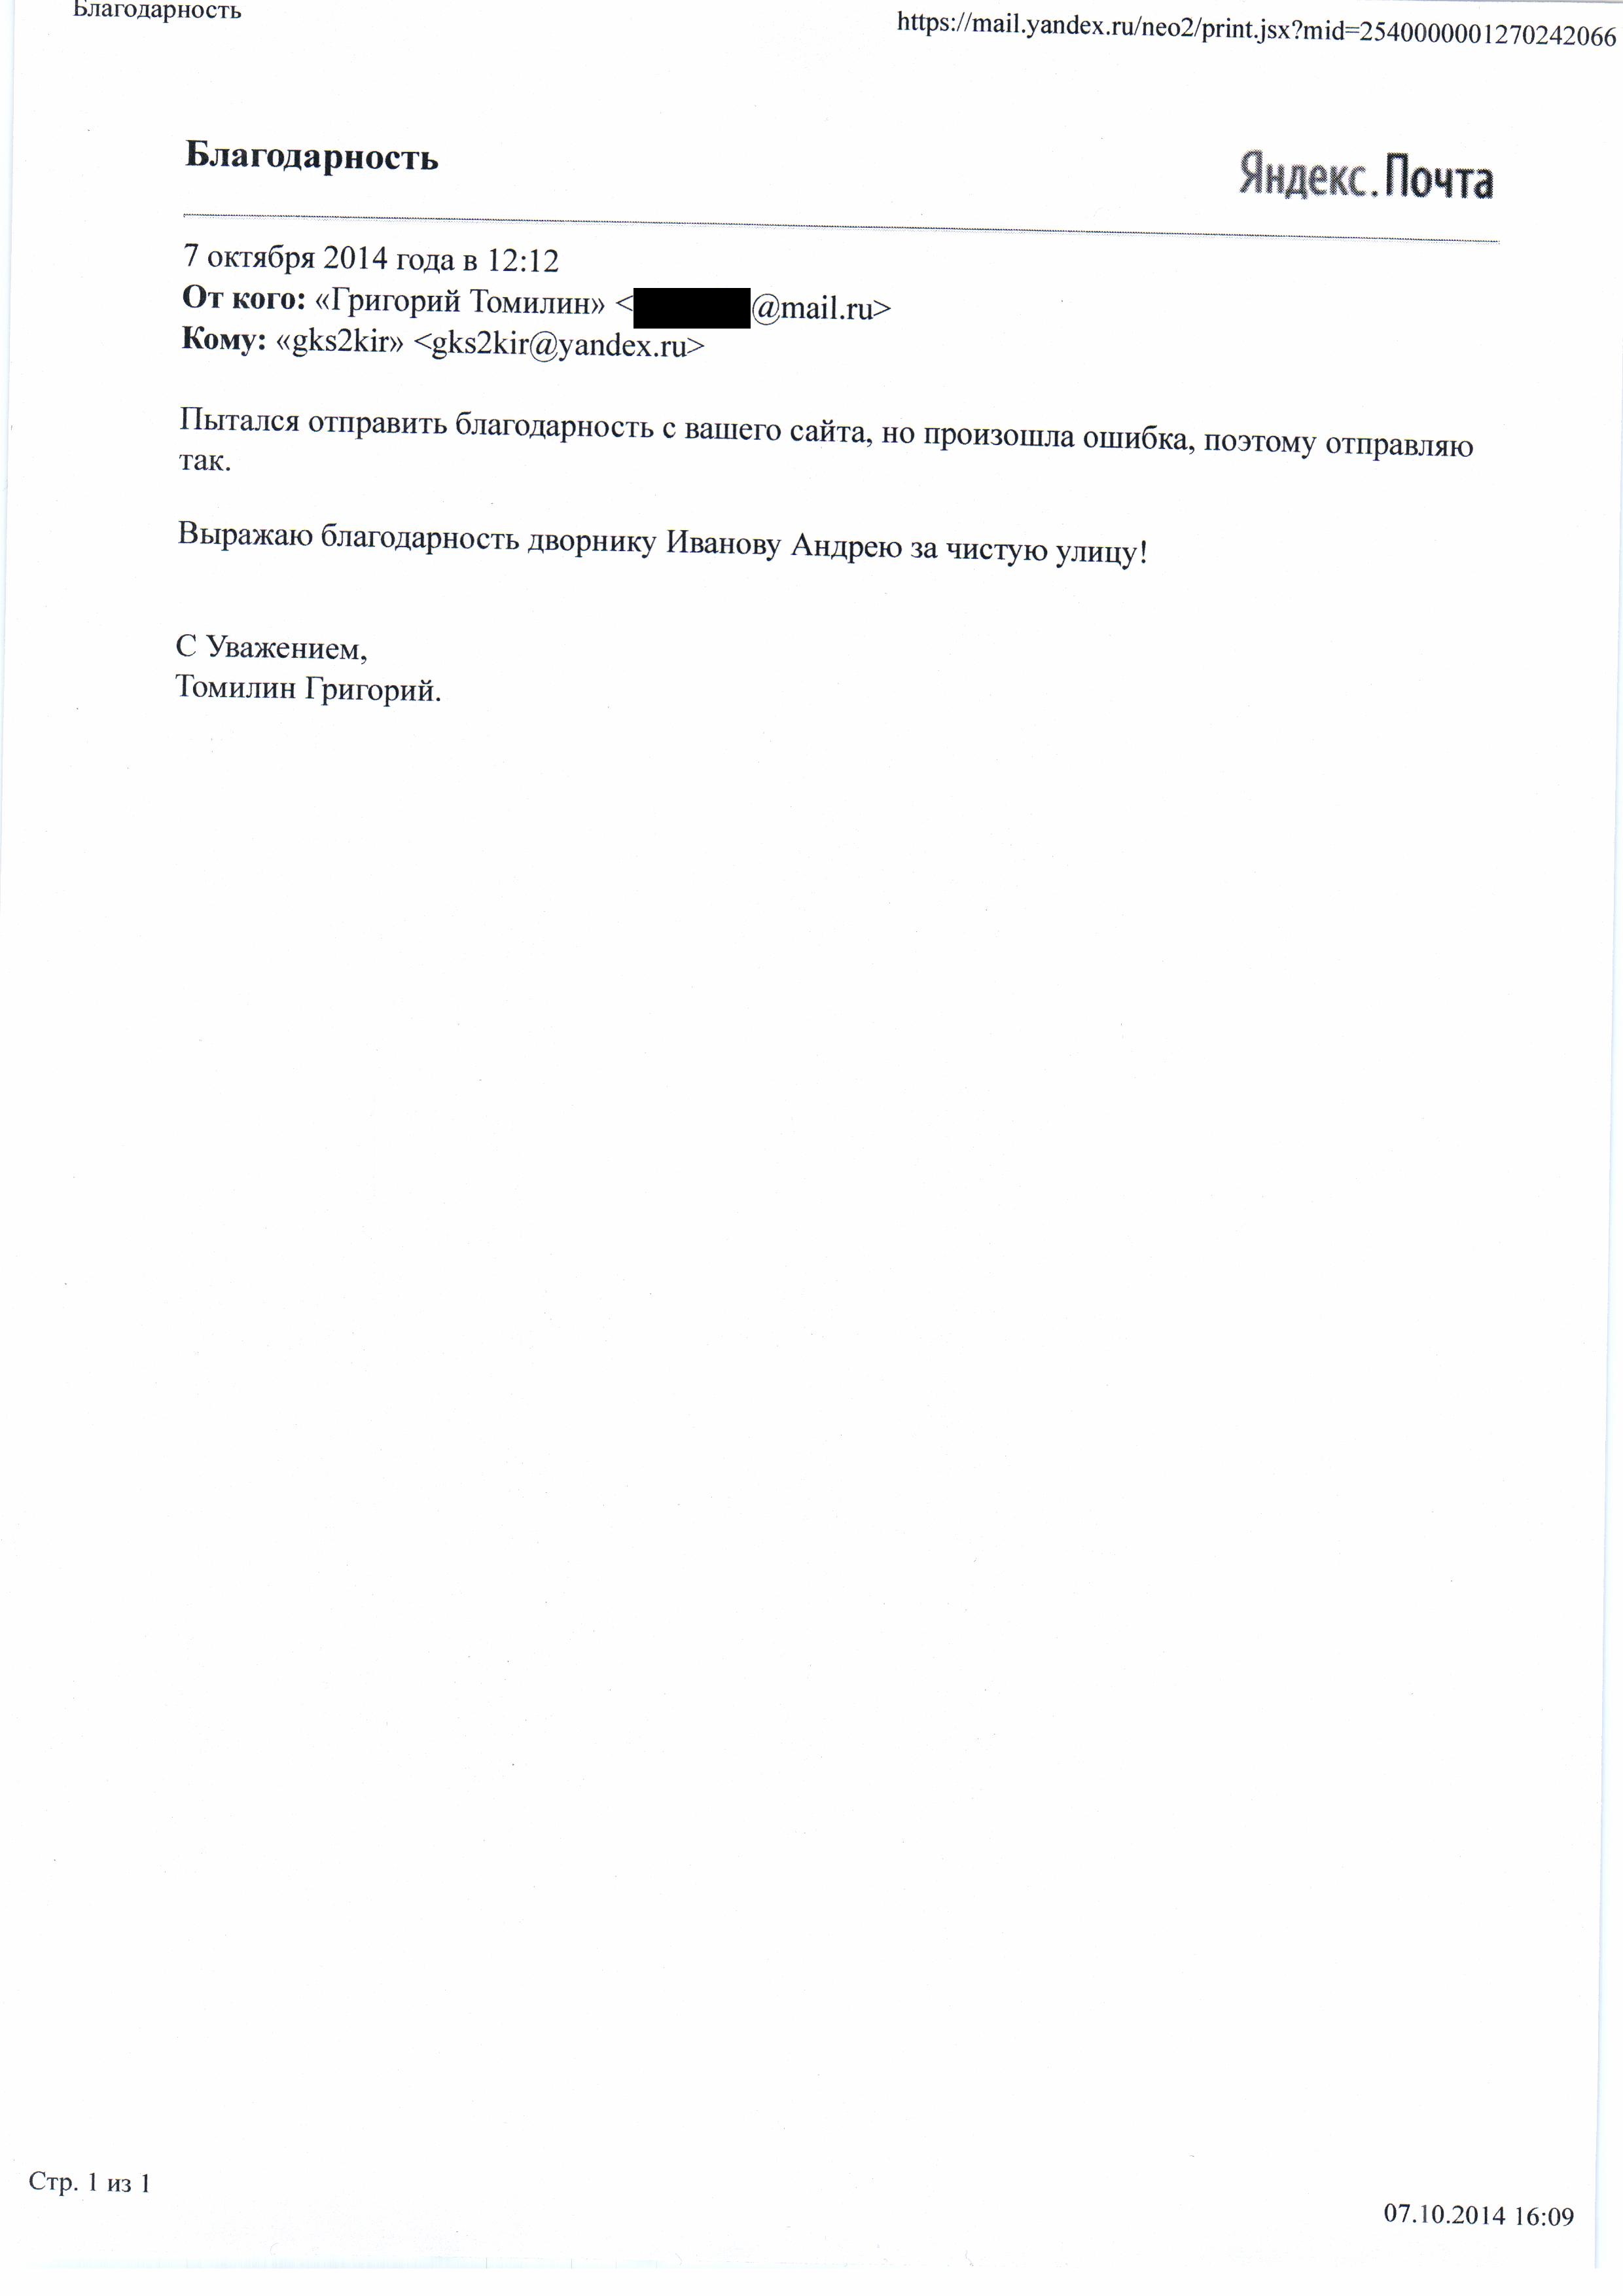 Благодарность
https://mail.yandex.ru/neo2/print.jsx?mid=2540000001270242066
Благодарность
Яндекс.Почта
7 октября 2014 года в 12:12
От кого: «Григорий Томилин» < @mail.ru>
Кому: «gks2kir» <gks2kir@yandex.ru>
Пытался отправить благодарность с вашего сайта, но произошла ошибка, поэтому отправляю
так.
Выражаю благодарность дворнику Иванову Андрею за чистую улицу!
С Уважением,
Томилин Григорий.
Стр. 1 из 1
07.10.2014 16:09